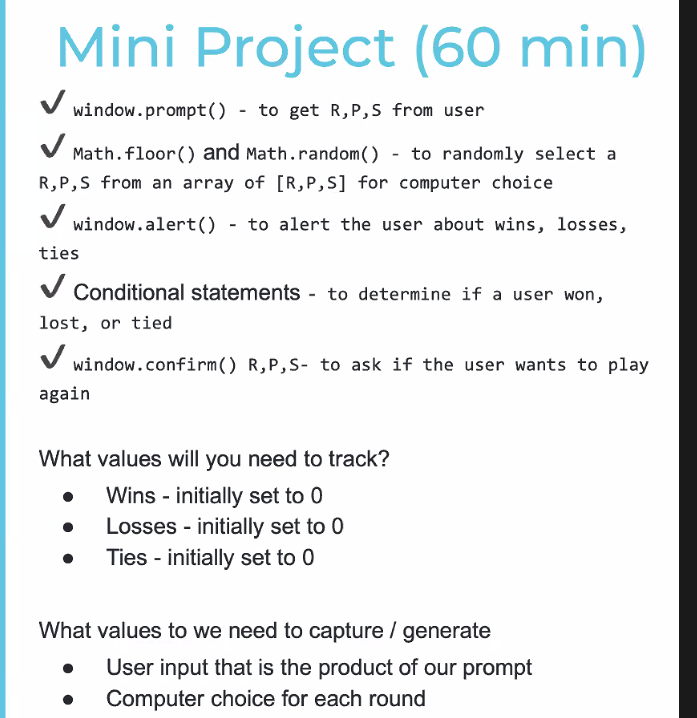 Mini Project (60 min)
✔ window.prompt() - to get R,P,S from user
✔ Math.floor() and Math.random() - to randomly select a
R,P,S from an array of [R,P,S] for computer choice
✔ window.alert() - to alert the user about wins, losses,
ties
✔ Conditional statements - to determine if a user won,
lost, or tied
✔ window.confirm() R,P,S- to ask if the user wants to play
again
What values will you need to track?
● Wins - initially set to 0
● Losses - initially set to 0
● Ties - initially set to 0
What values to we need to capture / generate
● User input that is the product of our prompt
● Computer choice for each round